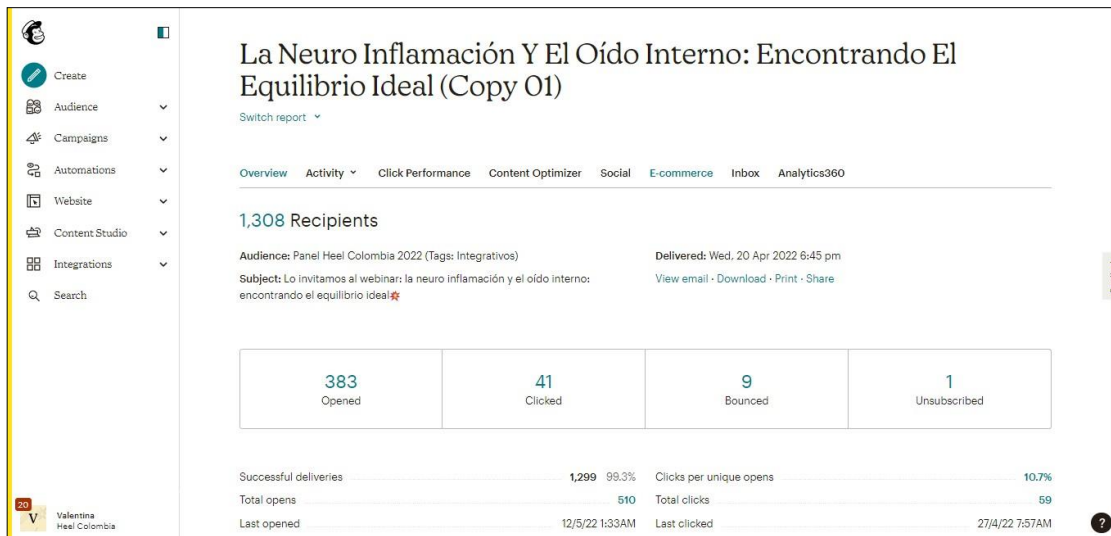 La Neuro Inflamación Y El Oído Interno: Encontrando El
Equilibrio Ideal (Copy 01)
Switch report
Create
Audience
Campaigns
Automations
Website
Content Studio
Integrations
Search
Overview Activity Click Performance Content Optimizer Social E-commerce Inbox Analytics360
1,308 Recipients
Audience: Panel Heel Colombia 2022 (Tags: Integrativos)
Delivered: Wed, 20 Apr 2022 6:45 pm
Subject: Lo invitamos al webinar: la neuro inflamación y el oído interno:
encontrando el equilibrio ideal
View email · Download · Print · Share
383 41 9 1
Opened Clicked Bounced Unsubscribed
Successful deliveries 1,299 99.3% Clicks per unique opens 10.7%
Total opens 510 Total clicks 59
Last opened 12/5/22 1:33AM Last clicked 27/4/22 7:57AM
20
V
Valentina
Heel Colombia
?